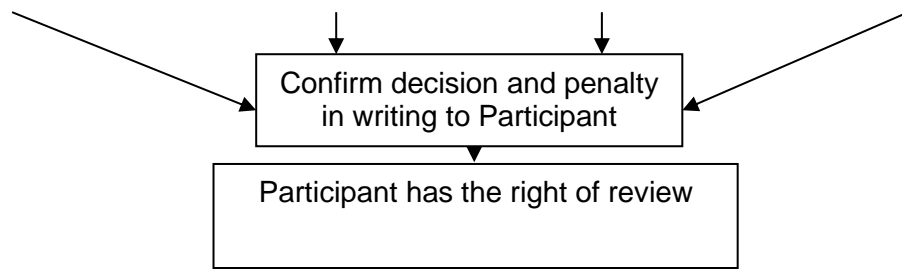 Confirm decision and penalty
in writing to Participant
Participant has the right of review